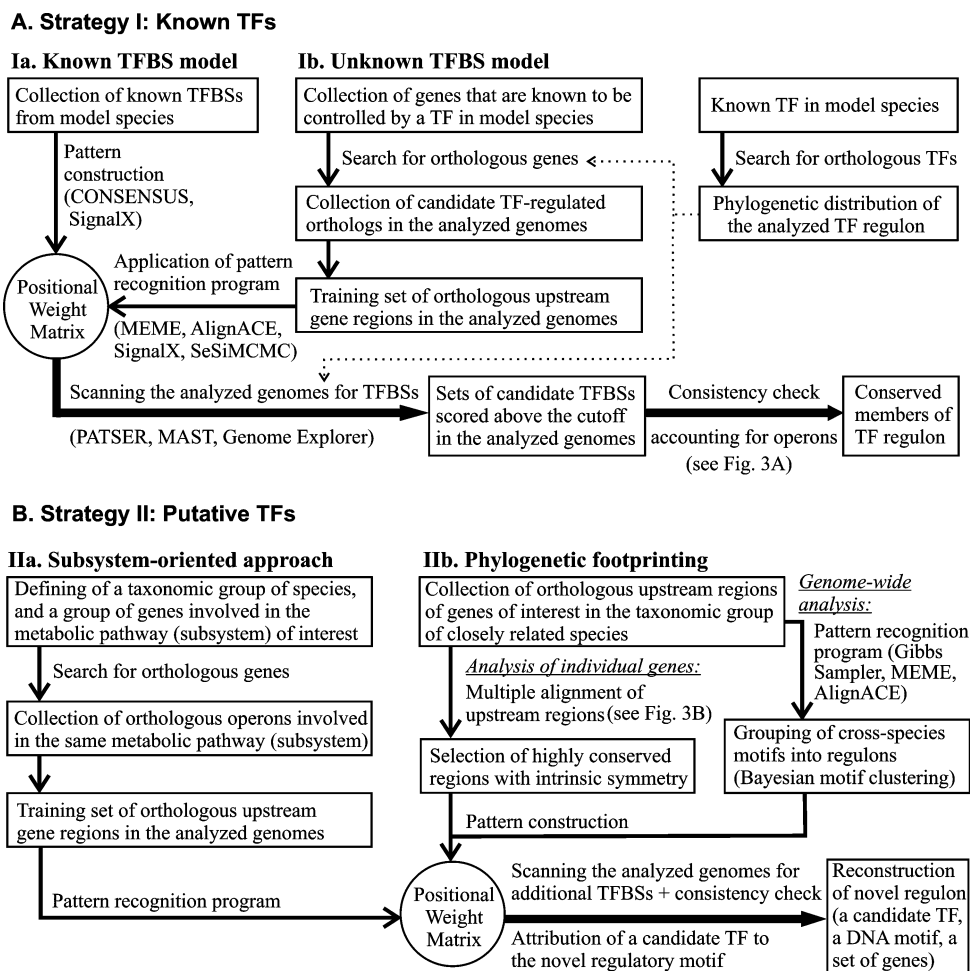 A. Strategy I: Known TFs
Ia. Known TFBS model
Collection of known TFBSs
from model species
Pattern
construction
(CONSENSUS,
SignalX)
Positional
Weight
Matrix
Ib. Unknown TFBS model
Collection of genes that are known to be
controlled by a TF in model species
Search for orthologous genes
Collection of candidate TF-regulated
orthologs in the analyzed genomes
Training set of orthologous upstream
gene regions in the analyzed genomes
Application of pattern
recognition program
(MEME, AlignACE,
SignalX, SeSiMCMC)
Known TF in model species
Search for orthologous TFs
Phylogenetic distribution of
the analyzed TF regulon
Scanning the analyzed genomes for TFBSs
(PATSER, MAST, Genome Explorer)
Sets of candidate TFBSs
scored above the cutoff
in the analyzed genomes
Consistency check
accounting for operons
(see Fig. 3A)
Conserved
members of
TF regulon
B. Strategy II: Putative TFs
IIa. Subsystem-oriented approach
Defining of a taxonomic group of species,
and a group of genes involved in the
metabolic pathway (subsystem) of interest
Search for orthologous genes
Collection of orthologous operons involved
in the same metabolic pathway (subsystem)
Training set of orthologous upstream
gene regions in the analyzed genomes
Pattern recognition program
IIb. Phylogenetic footprinting
Collection of orthologous upstream regions
of genes of interest in the taxonomic group
of closely related species
Analysis of individual genes:
Multiple alignment of
upstream regions (see Fig. 3B)
Selection of highly conserved
regions with intrinsic symmetry
Genome-wide
analysis:
Pattern recognition
program (Gibbs
Sampler, MEME,
AlignACE)
Grouping of cross-species
motifs into regulons
(Bayesian motif clustering)
Pattern construction
Positional
Weight
Matrix
Scanning the analyzed genomes for
additional TFBSs + consistency check
Attribution of a candidate TF to
the novel regulatory motif
Reconstruction
of novel regulon
(a candidate TF,
a DNA motif, a
set of genes)